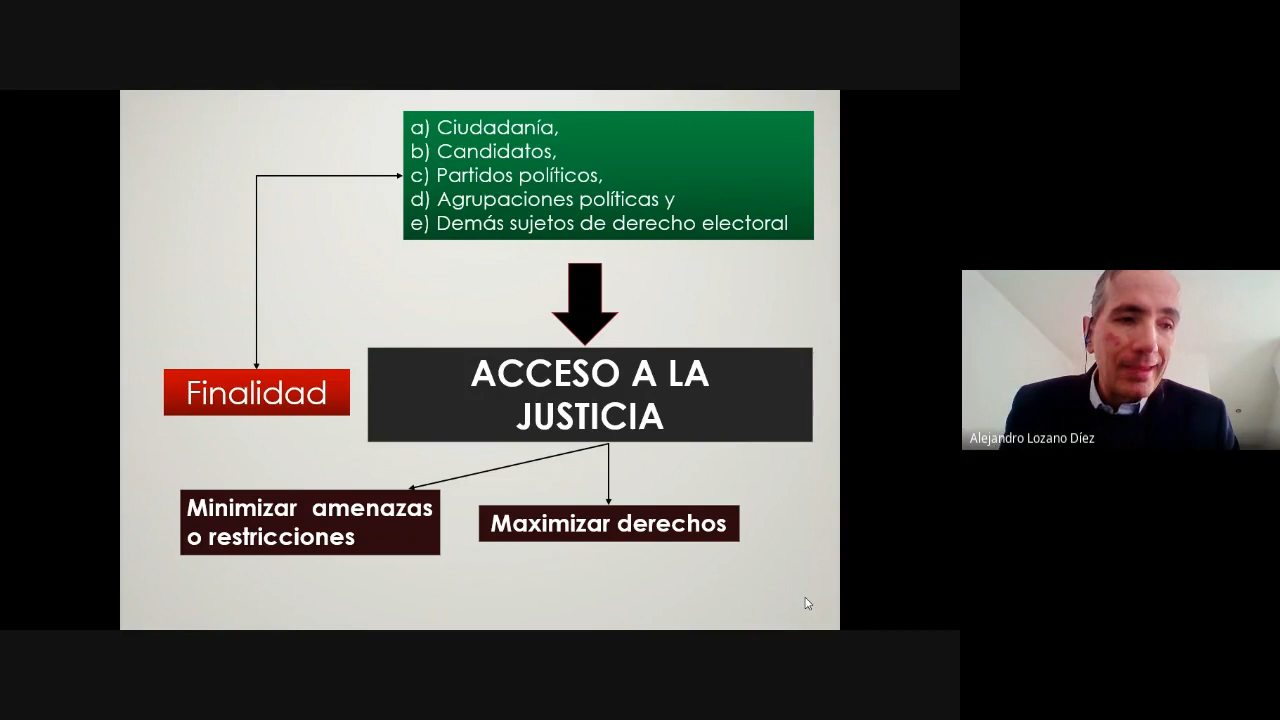 a) Ciudadanía,
b) Candidatos,
c) Partidos políticos,
d) Agrupaciones políticas y
e) Demás sujetos de derecho electoral
Finalidad
ACCESO A LA
JUSTICIA
Minimizar amenazas
o restricciones
Maximizar derechos
Alejandro Lozano Díez